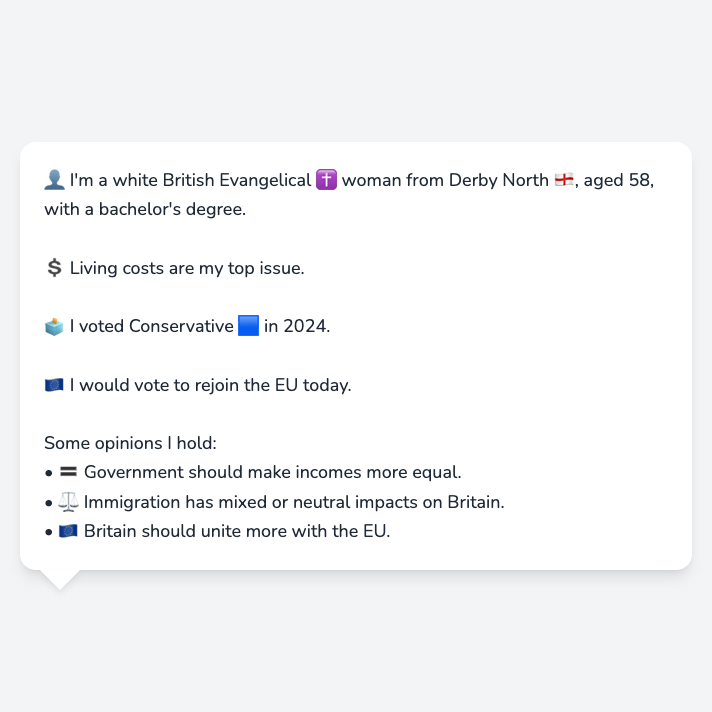 👤 I'm a white British Evangelical ✝️ woman from Derby North 🏴󠁧󠁢󠁥󠁮󠁧󠁿, aged 58,
with a bachelor's degree.
💲 Living costs are my top issue.
🗳️ I voted Conservative 🟦 in 2024.
🇪🇺 I would vote to rejoin the EU today.
Some opinions I hold:
• 🟰 Government should make incomes more equal.
• ⚖️ Immigration has mixed or neutral impacts on Britain.
• 🇪🇺 Britain should unite more with the EU.